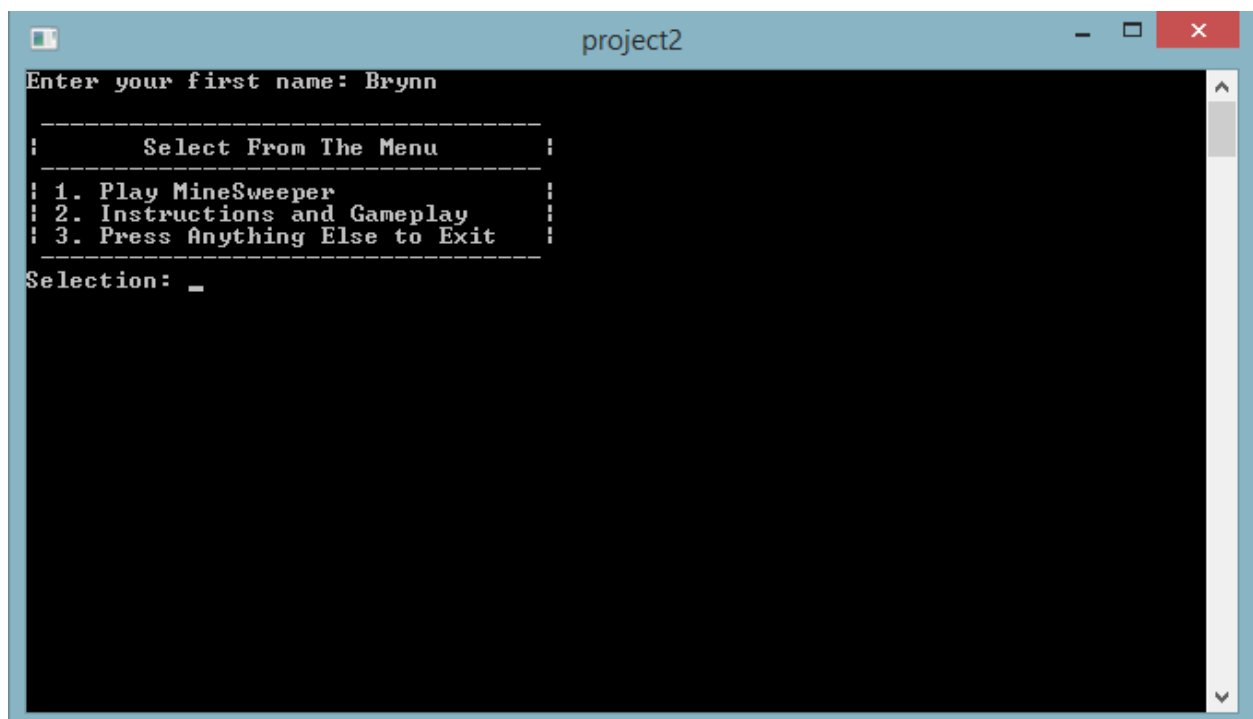 project2
Enter your first name: Brynn
----------------------------------
|       Select From The Menu       |
----------------------------------
| 1. Play MineSweeper              |
| 2. Instructions and Gameplay     |
| 3. Press Anything Else to Exit   |
----------------------------------
Selection: _